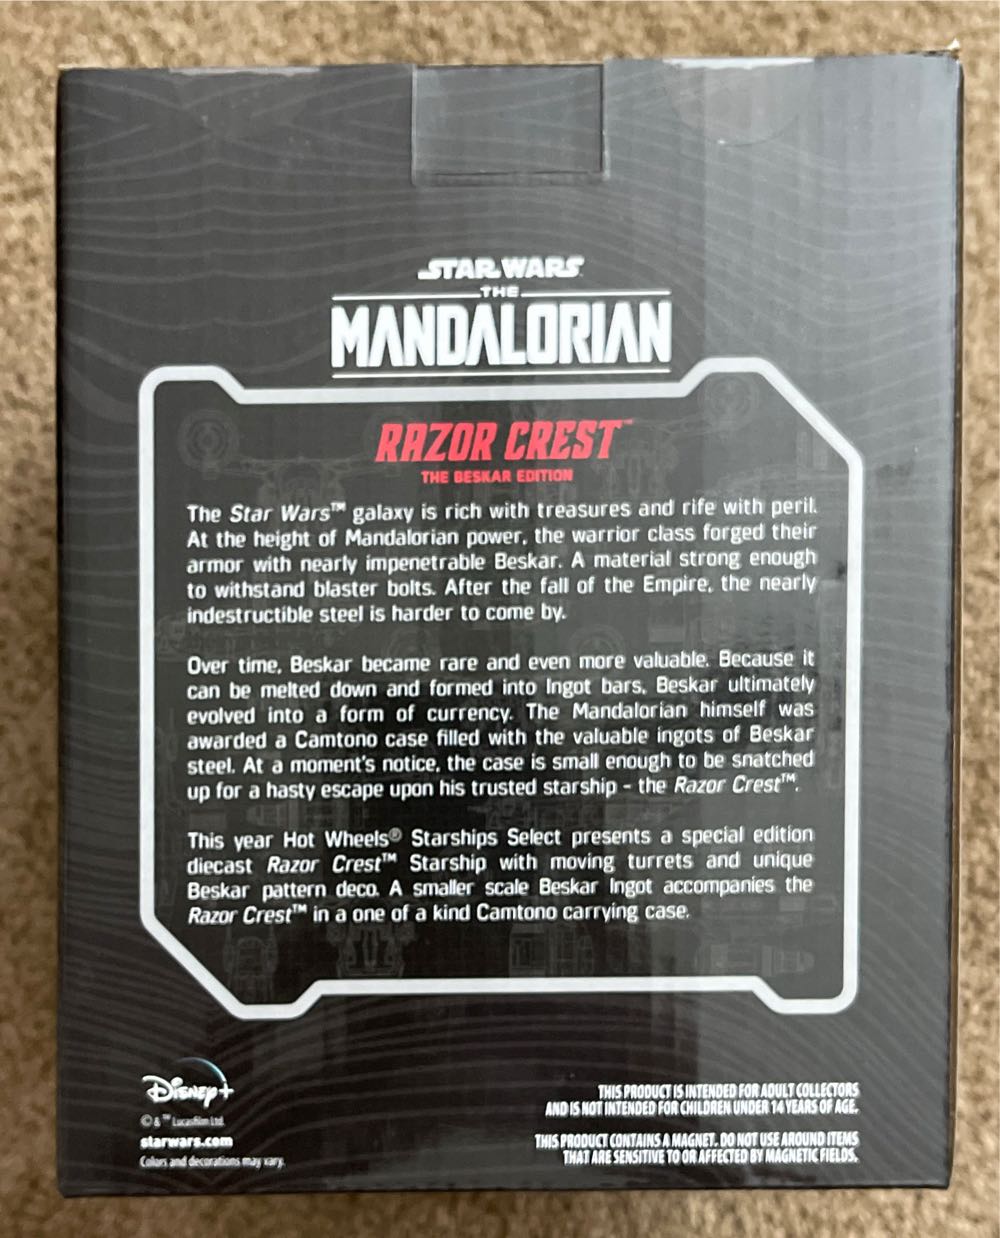 STAR WARS
THE
MANDALORIAN
RAZOR CREST™
THE BESKAR EDITION
The Star Wars™ galaxy is rich with treasures and rife with peril.
At the height of Mandalorian power, the warrior class forged their
armor with nearly impenetrable Beskar. A material strong enough
to withstand blaster bolts. After the fall of the Empire, the nearly
indestructible steel is harder to come by.
Over time, Beskar became rare and even more valuable. Because it
can be melted down and formed into Ingot bars, Beskar ultimately
evolved into a form of currency. The Mandalorian himself was
awarded a Camtono case filled with the valuable ingots of Beskar
steel. At a moment's notice, the case is small enough to be snatched
up for a hasty escape upon his trusted starship - the Razor Crest™.
This year Hot Wheels® Starships Select presents a special edition
diecast Razor Crest™ Starship with moving turrets and unique
Beskar pattern deco. A smaller scale Beskar Ingot accompanies the
Razor Crest™ in a one of a kind Camtono carrying case.
Disney+
© & ™ Lucasfilm Ltd.
starwars.com
Colors and decorations may vary.
THIS PRODUCT IS INTENDED FOR ADULT COLLECTORS
AND IS NOT INTENDED FOR CHILDREN UNDER 14 YEARS OF AGE.
THIS PRODUCT CONTAINS A MAGNET. DO NOT USE AROUND ITEMS
THAT ARE SENSITIVE TO OR AFFECTED BY MAGNETIC FIELDS.